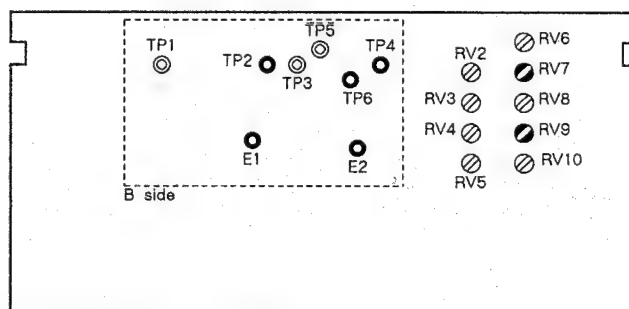 TP1
TP2
TP3
TP5
TP4
TP6
E1
E2
B side
RV2
RV3
RV4
RV5
RV6
RV7
RV8
RV9
RV10